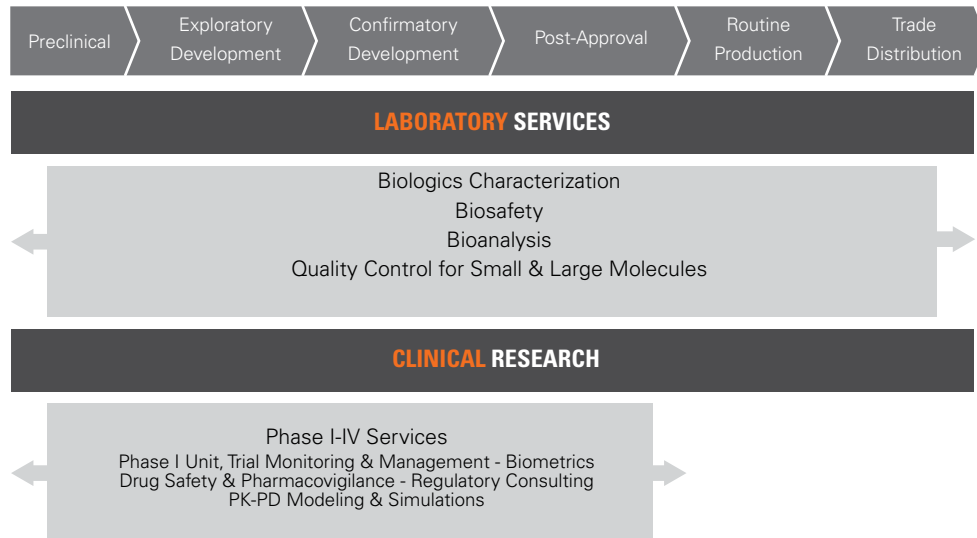 Preclinical
Exploratory
Development
Confirmatory
Development
Post-Approval
Routine
Production
Trade
Distribution
LABORATORY SERVICES
Biologics Characterization
Biosafety
Bioanalysis
Quality Control for Small & Large Molecules
CLINICAL RESEARCH
Phase I-IV Services
Phase I Unit, Trial Monitoring & Management - Biometrics
Drug Safety & Pharmacovigilance - Regulatory Consulting
PK-PD Modeling & Simulations